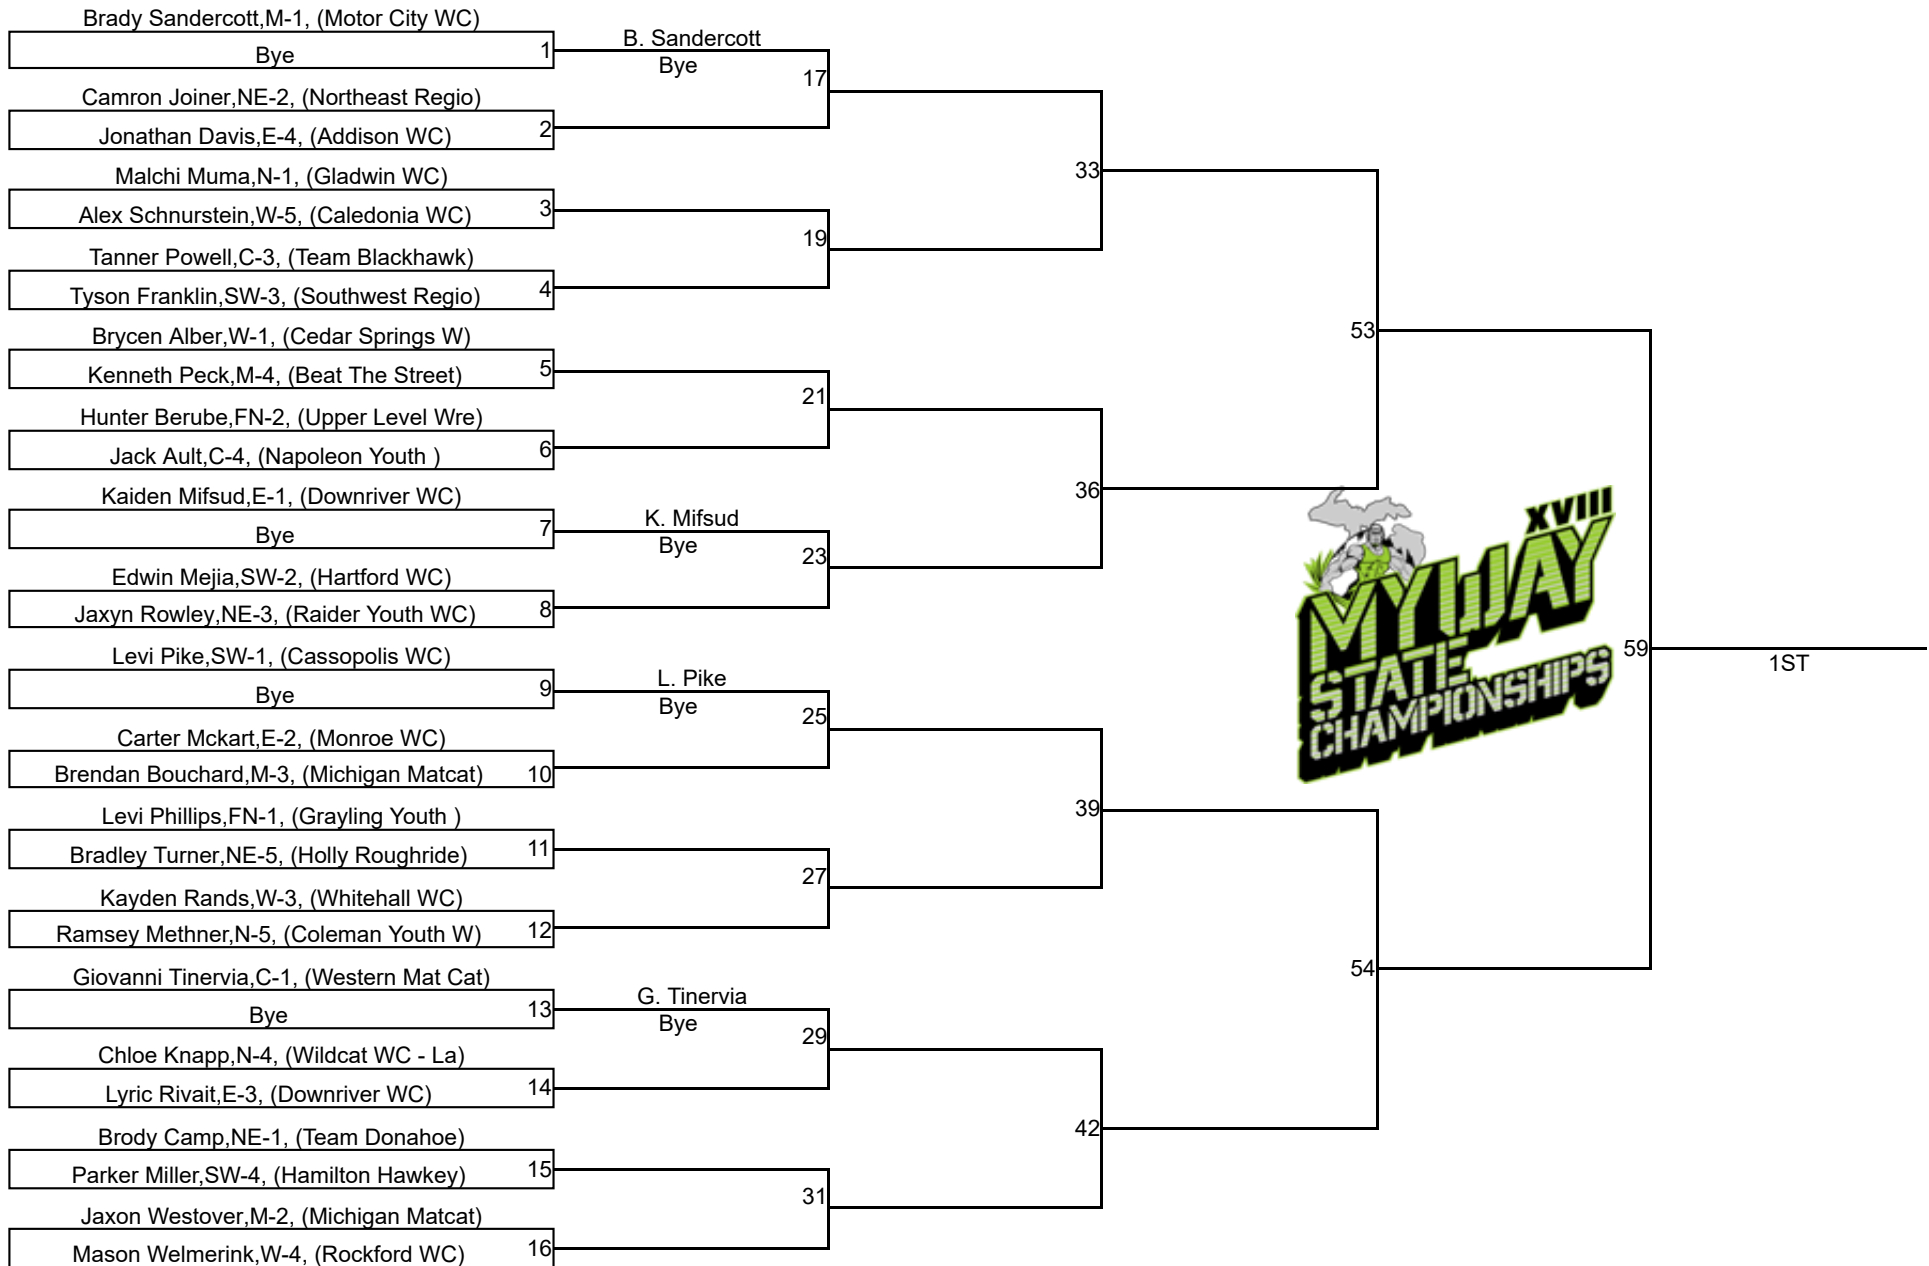 Brady Sandercott,M-1, (Motor City WC)
Bye
1
B. Sandercott
Bye
17
Camron Joiner,NE-2, (Northeast Regio)
Jonathan Davis,E-4, (Addison WC)
2
Malchi Muma,N-1, (Gladwin WC)
Alex Schnurstein,W-5, (Caledonia WC)
3
33
19
Tanner Powell,C-3, (Team Blackhawk)
Tyson Franklin,SW-3, (Southwest Regio)
4
Brycen Alber,W-1, (Cedar Springs W)
Kenneth Peck,M-4, (Beat The Street)
5
53
21
Hunter Berube,FN-2, (Upper Level Wre)
Jack Ault,C-4, (Napoleon Youth )
6
Kaiden Mifsud,E-1, (Downriver WC)
Bye
7
K. Mifsud
Bye
36
23
Edwin Mejia,SW-2, (Hartford WC)
Jaxyn Rowley,NE-3, (Raider Youth WC)
8
XVIII
MYWAY
STATE
CHAMPIONSHIPS
59
1ST
Levi Pike,SW-1, (Cassopolis WC)
Bye
9
L. Pike
Bye
25
Carter Mckart,E-2, (Monroe WC)
Brendan Bouchard,M-3, (Michigan Matcat)
10
Levi Phillips,FN-1, (Grayling Youth )
Bradley Turner,NE-5, (Holly Roughride)
11
39
27
Kayden Rands,W-3, (Whitehall WC)
Ramsey Methner,N-5, (Coleman Youth W)
12
54
Giovanni Tinervia,C-1, (Western Mat Cat)
Bye
13
G. Tinervia
Bye
29
Chloe Knapp,N-4, (Wildcat WC - La)
Lyric Rivait,E-3, (Downriver WC)
14
42
Brody Camp,NE-1, (Team Donahoe)
Parker Miller,SW-4, (Hamilton Hawkey)
15
31
Jaxon Westover,M-2, (Michigan Matcat)
Mason Welmerink,W-4, (Rockford WC)
16